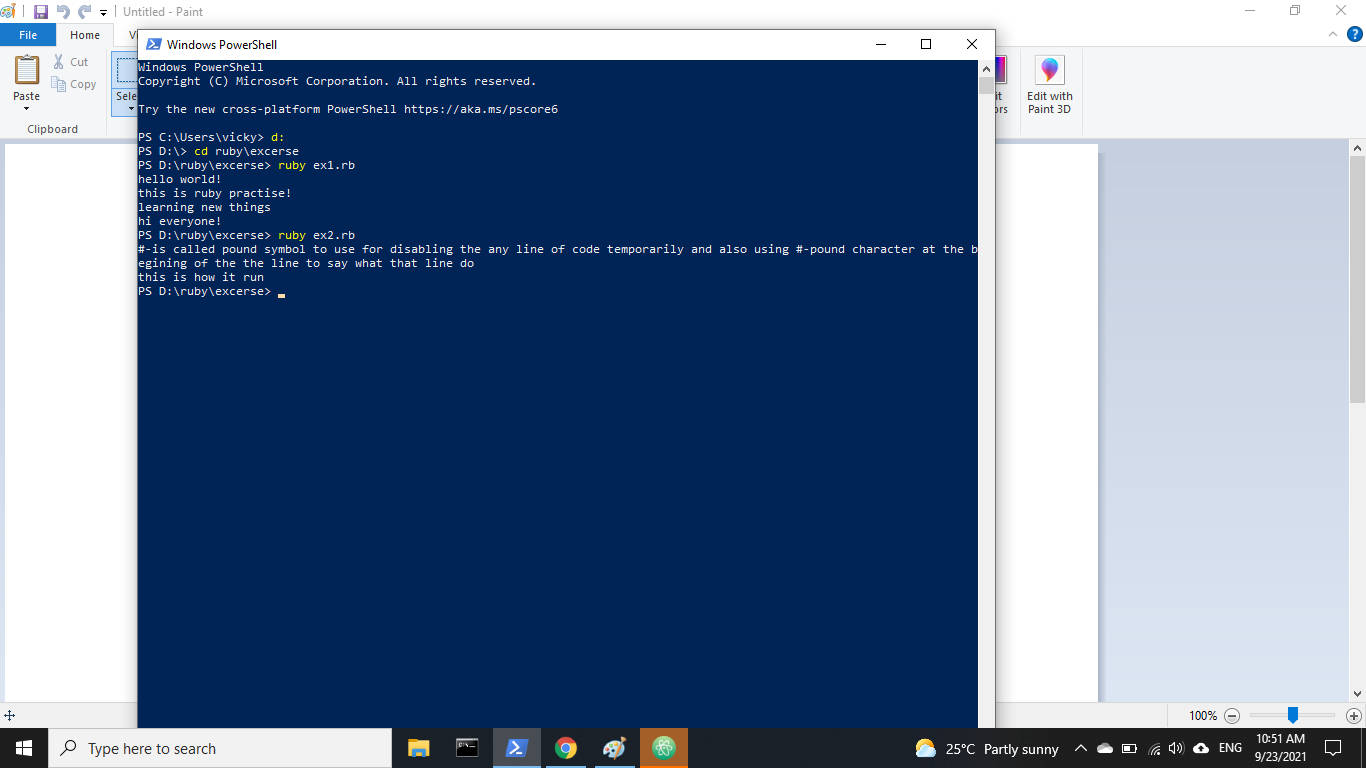 Untitled - Paint
File
Home
Vi
Paste
Cut
Copy
Clipboard
Sele
it
ors
Edit with
Paint 3D
Windows PowerShell
Windows PowerShell
Copyright (C) Microsoft Corporation. All rights reserved.
Try the new cross-platform PowerShell https://aka.ms/pscore6
PS C:\Users\vicky> d:
PS D:\> cd ruby\excerse
PS D:\ruby\excerse> ruby ex1.rb
hello world!
this is ruby practise!
learning new things
hi everyone!
PS D:\ruby\excerse> ruby ex2.rb
#-is called pound symbol to use for disabling the any line of code temporarily and also using #-pound character at the b
egining of the the line to say what that line do
this is how it run
PS D:\ruby\excerse>
100%
Type here to search
25°C Partly sunny
ENG
10:51 AM
9/23/2021